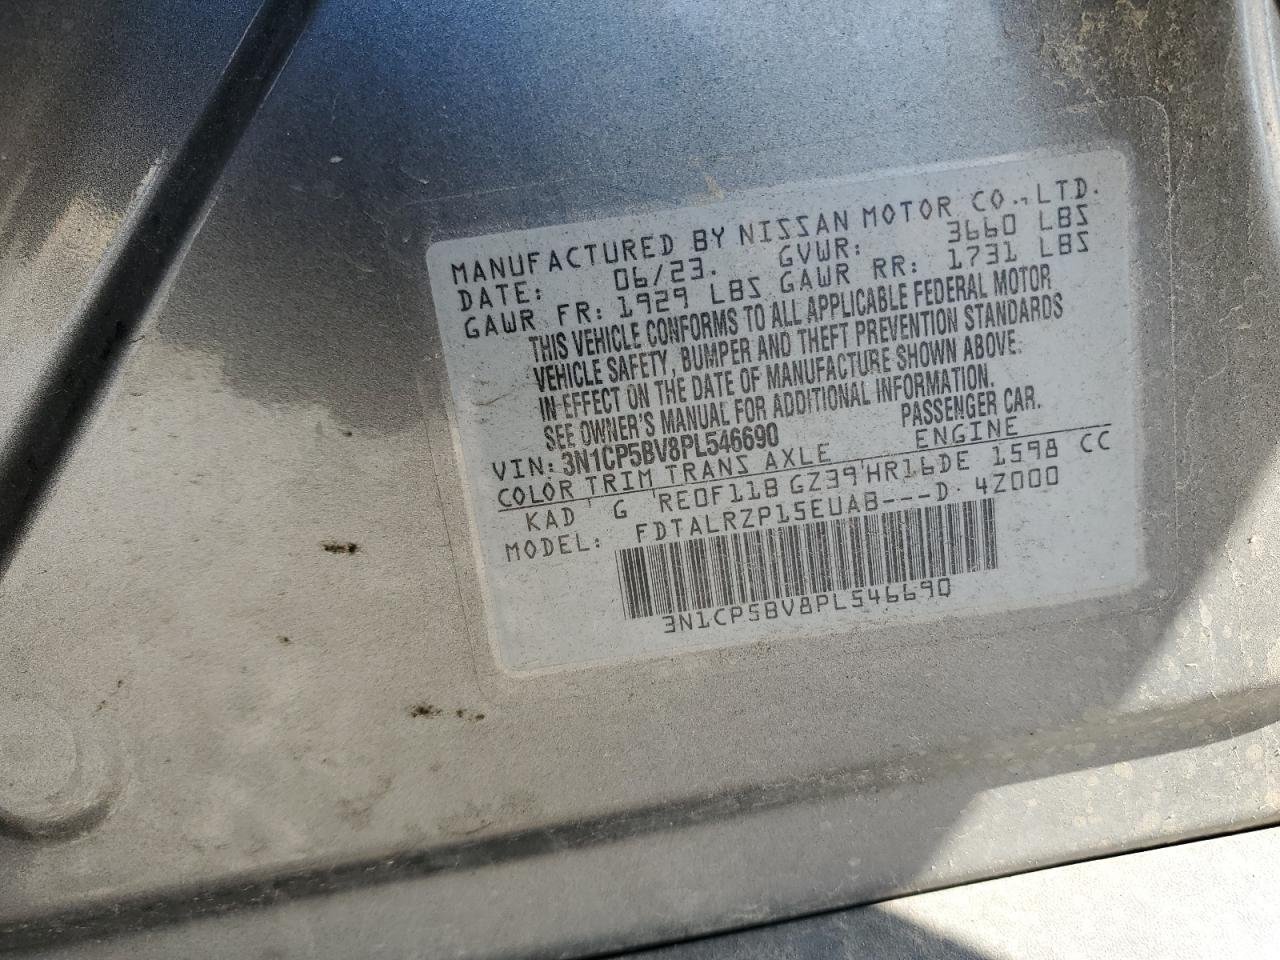 MANUFACTURED BY NISSAN MOTOR CO.,LTD.
DATE: 06/23. GVWR: 3660 LBS
GAWR FR: 1929 LBS GAWR RR: 1731 LBS
THIS VEHICLE CONFORMS TO ALL APPLICABLE FEDERAL MOTOR
VEHICLE SAFETY, BUMPER AND THEFT PREVENTION STANDARDS
IN EFFECT ON THE DATE OF MANUFACTURE SHOWN ABOVE.
SEE OWNER'S MANUAL FOR ADDITIONAL INFORMATION.
VIN: 3N1CP5BV8PL546690 PASSENGER CAR.
COLOR TRIM TRANS AXLE ENGINE
KAD ' G 'RE0F11B GZ39'HR16DE 1598 CC
MODEL: FDTALRZP15EUAB---D. 4Z000
3N1CP5BV8PL546690